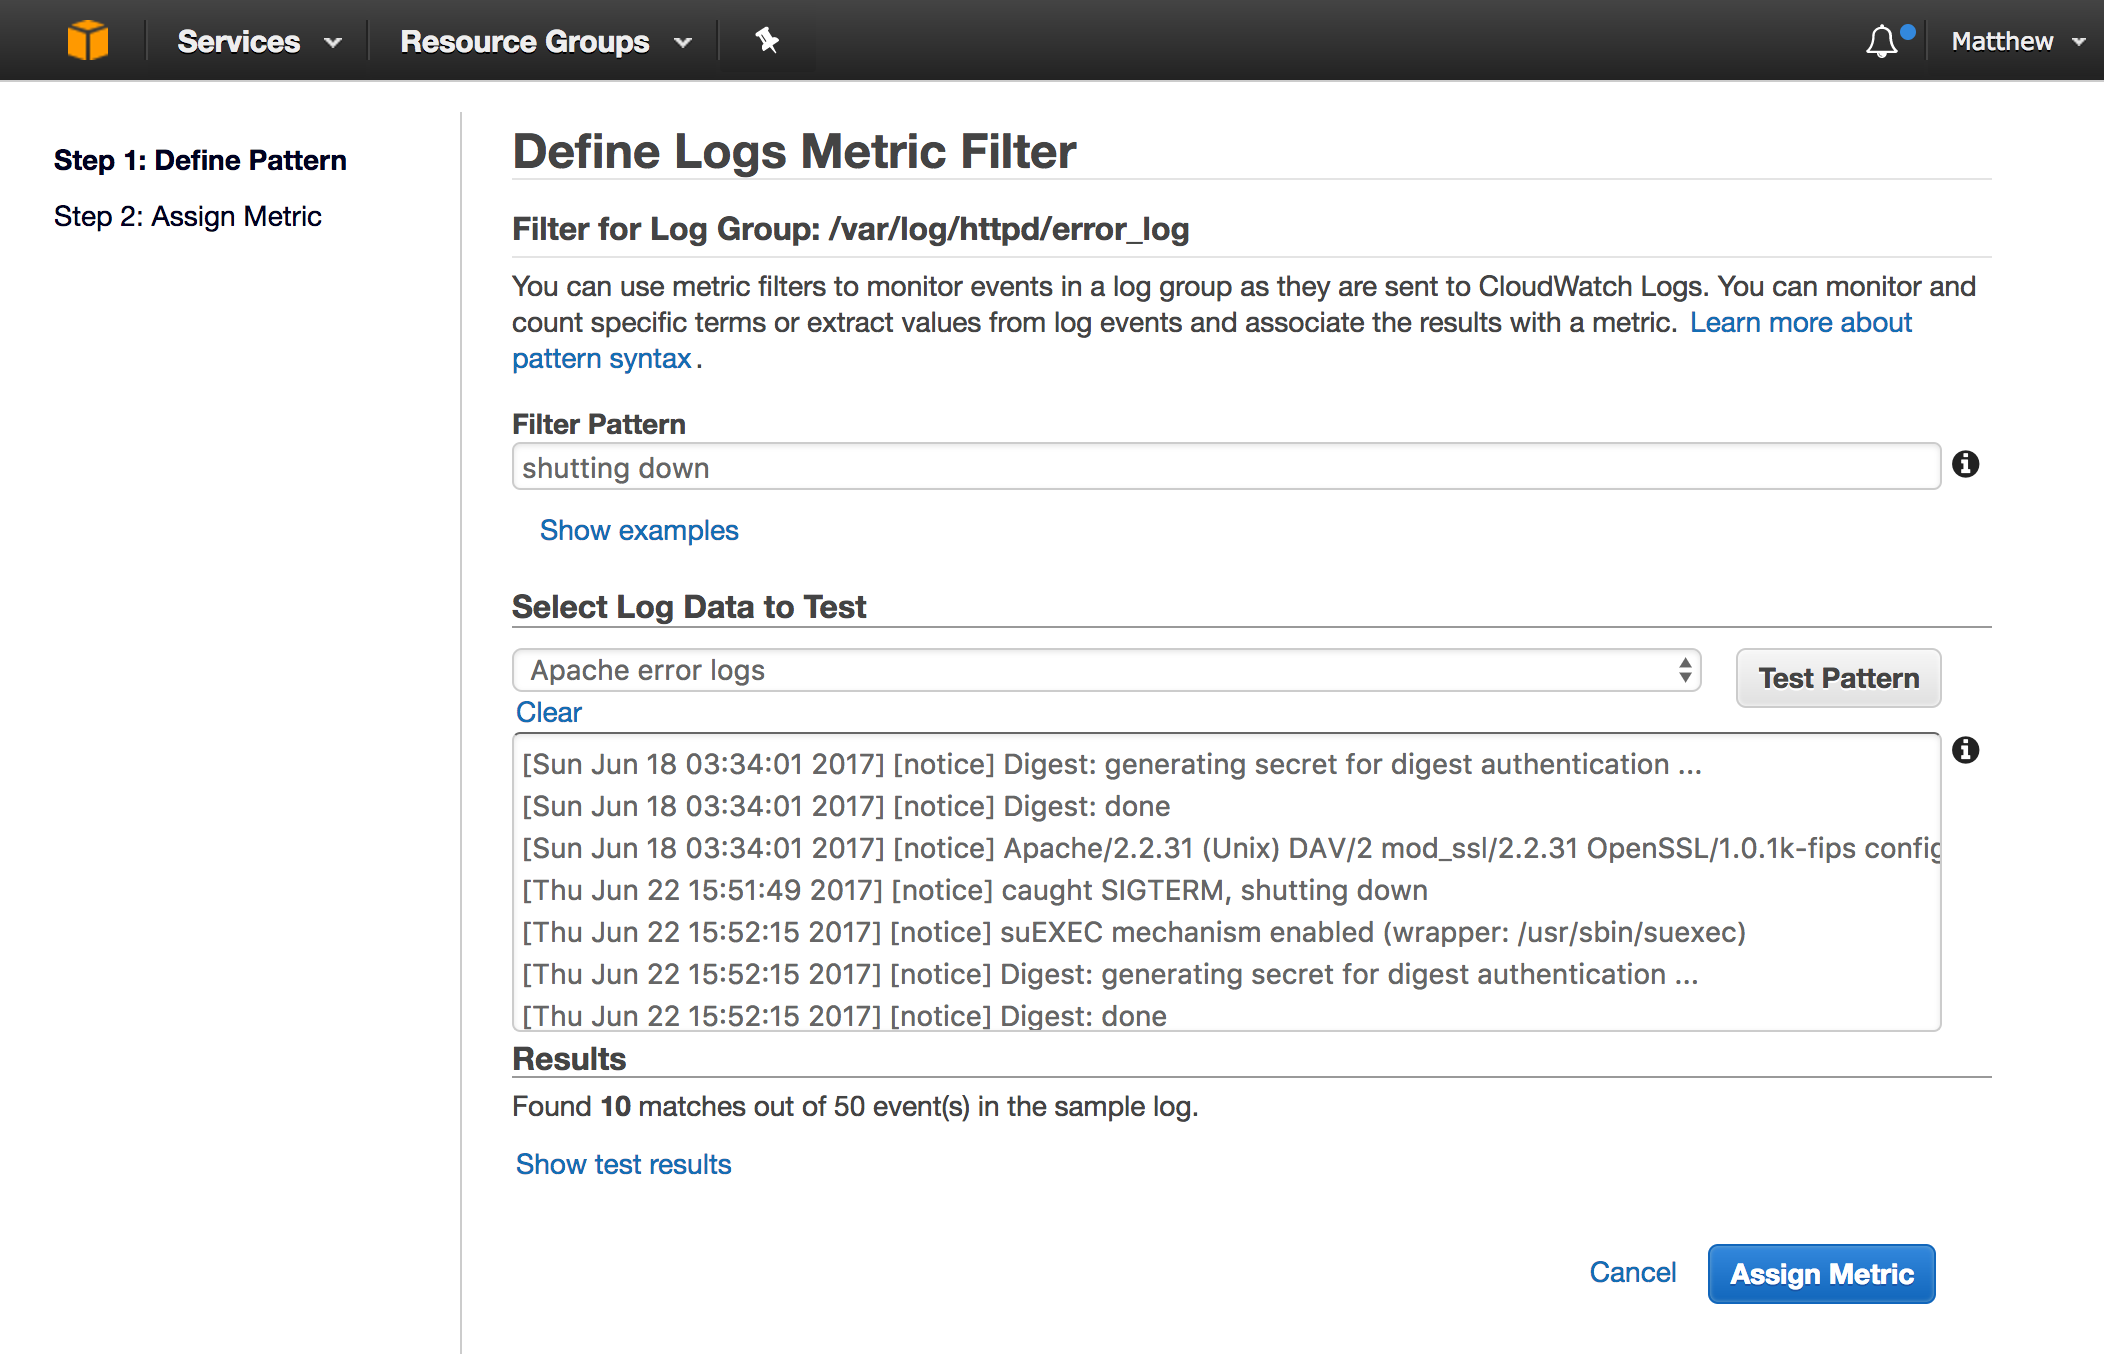 Services
Resource Groups
Matthew
Step 1: Define Pattern
Step 2: Assign Metric
Define Logs Metric Filter
Filter for Log Group: /var/log/httpd/error_log
You can use metric filters to monitor events in a log group as they are sent to CloudWatch Logs. You can monitor and
count specific terms or extract values from log events and associate the results with a metric. Learn more about
pattern syntax.
Filter Pattern
shutting down
Show examples
Select Log Data to Test
Apache error logs
Test Pattern
Clear
[Sun Jun 18 03:34:01 2017] [notice] Digest: generating secret for digest authentication ...
[Sun Jun 18 03:34:01 2017] [notice] Digest: done
[Sun Jun 18 03:34:01 2017] [notice] Apache/2.2.31 (Unix) DAV/2 mod_ssl/2.2.31 OpenSSL/1.0.1k-fips config
[Thu Jun 22 15:51:49 2017] [notice] caught SIGTERM, shutting down
[Thu Jun 22 15:52:15 2017] [notice] suEXEC mechanism enabled (wrapper: /usr/sbin/suexec)
[Thu Jun 22 15:52:15 2017] [notice] Digest: generating secret for digest authentication ...
[Thu Jun 22 15:52:15 2017] [notice] Digest: done
Results
Found 10 matches out of 50 event(s) in the sample log.
Show test results
Cancel
Assign Metric